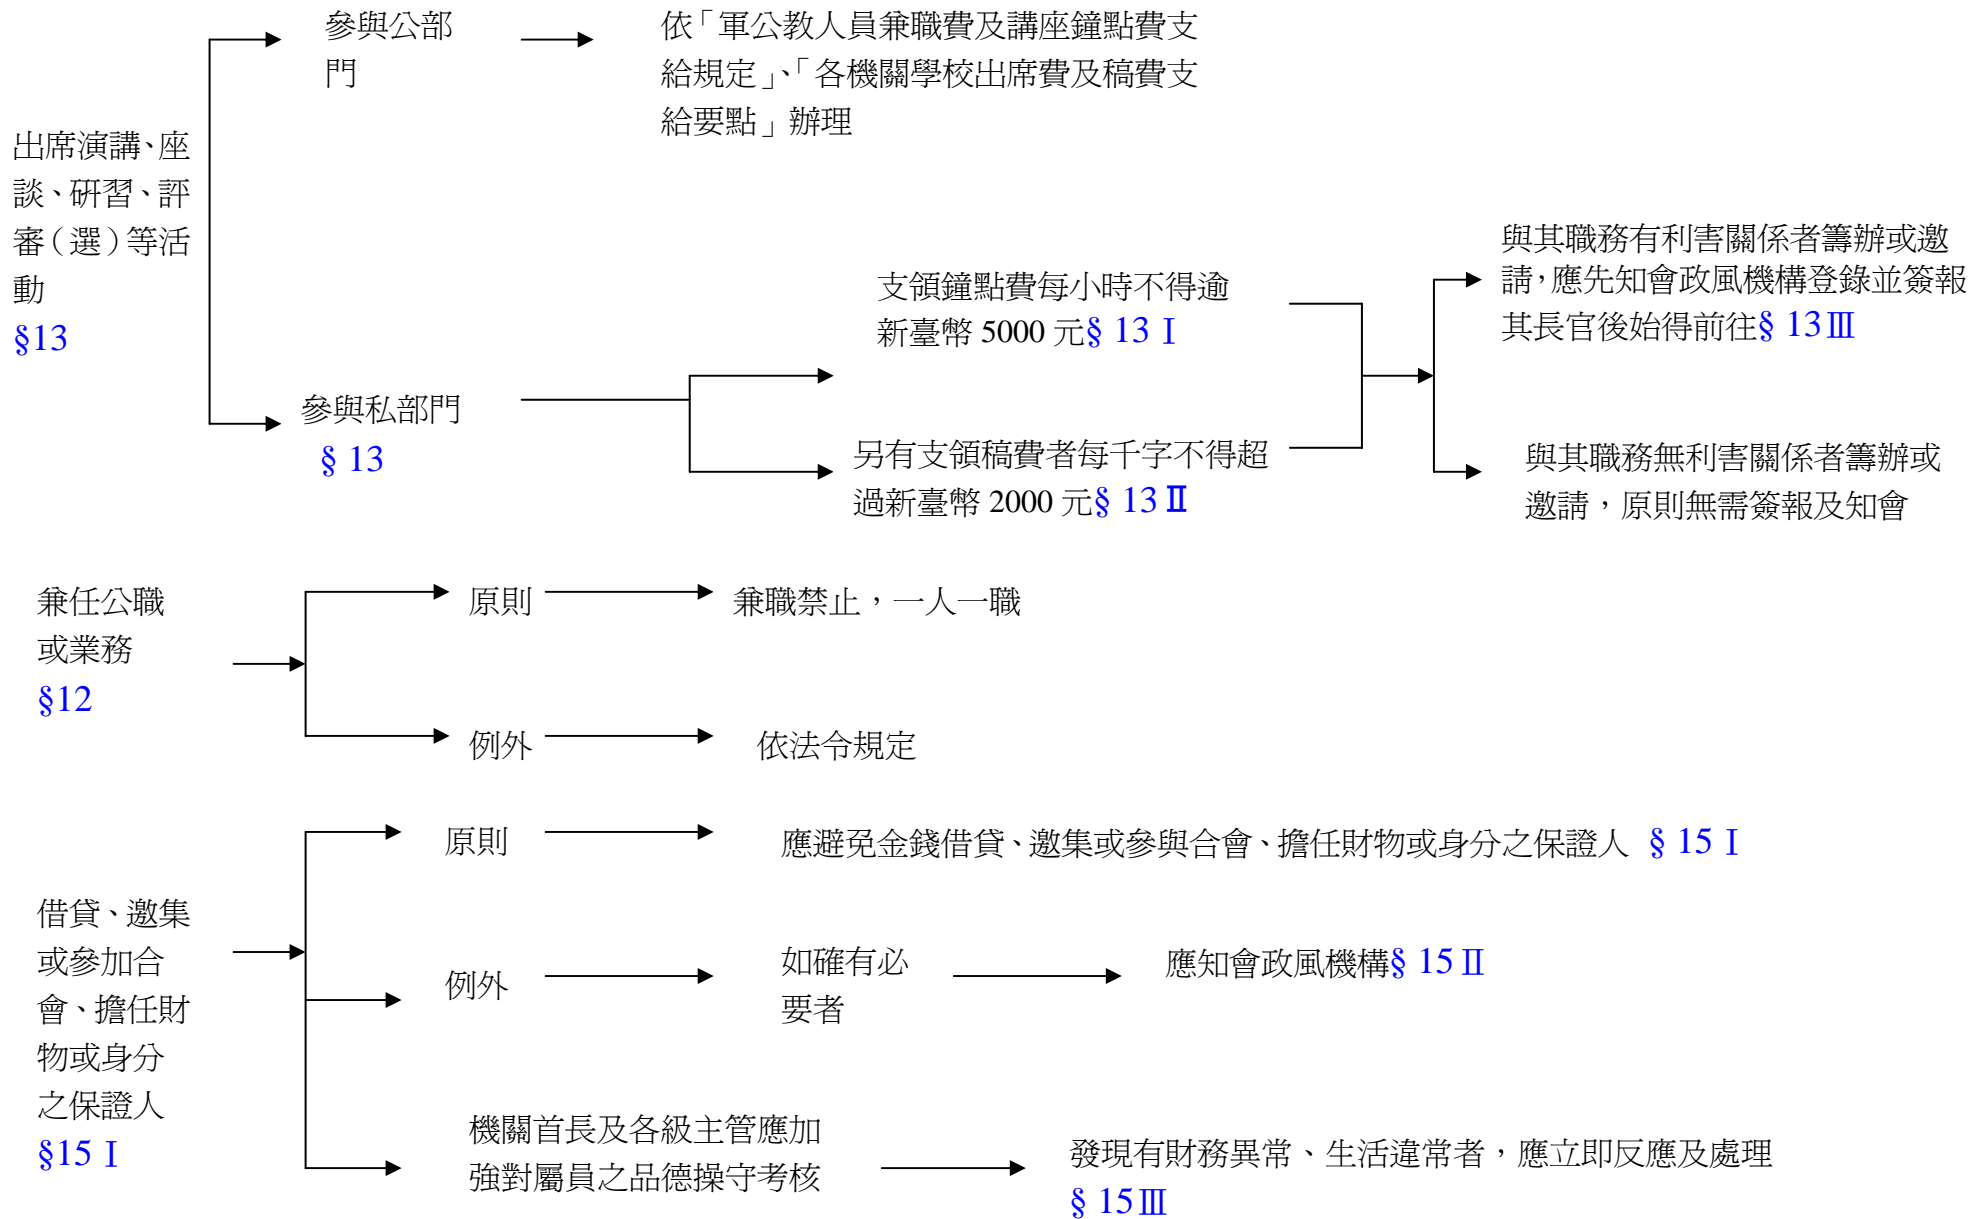 參與公部
門
依「軍公教人員兼職費及講座鐘點費支
給規定」、「各機關學校出席費及稿費支
給要點」辦理
出席演講、座
談、研習、評
審（選）等活
動
§13
參與私部門
§ 13
支領鐘點費每小時不得逾
新臺幣 5000 元§ 13 Ⅰ
另有支領稿費者每千字不得超
過新臺幣 2000 元§ 13 Ⅱ
與其職務有利害關係者籌辦或邀
請，應先知會政風機構登錄並簽報
其長官後始得前往§ 13 Ⅲ
與其職務無利害關係者籌辦或
邀請，原則無需簽報及知會
兼任公職
或業務
§12
原則
兼職禁止，一人一職
例外
依法令規定
借貸、邀集
或參加合
會、擔任財
物或身分
之保證人
§15 Ⅰ
原則
應避免金錢借貸、邀集或參與合會、擔任財物或身分之保證人 § 15 Ⅰ
例外
如確有必
要者
應知會政風機構§ 15 Ⅱ
機關首長及各級主管應加
強對屬員之品德操守考核
發現有財務異常、生活違常者，應立即反應及處理
§ 15 Ⅲ